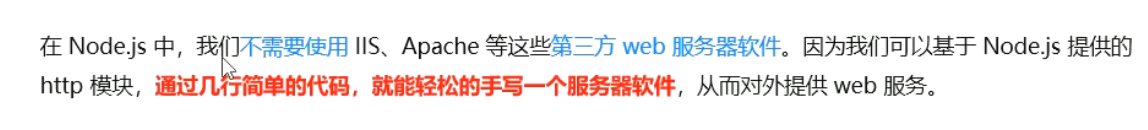 在 Node.js 中，我们不需要使用 IIS、Apache 等这些第三方 web 服务器软件。因为我们可以基于 Node.js 提供的
http 模块，通过几行简单的代码，就能轻松的手写一个服务器软件，从而对外提供 web 服务。